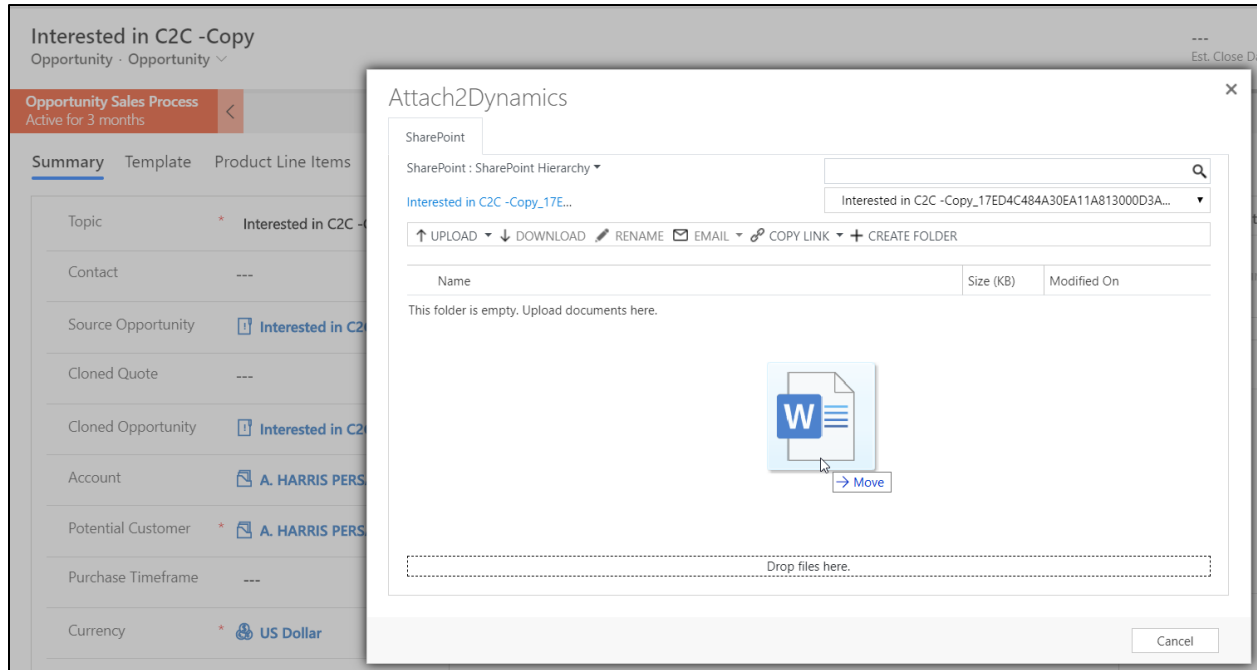 Interested in C2C -Copy
Opportunity · Opportunity
---
Est. Close
Opportunity Sales Process
Active for 3 months
Summary Template Product Line Items
Topic * Interested in C2C
Contact ---
Source Opportunity Interested in
Cloned Quote ---
Cloned Opportunity Interested in
Account A. HARRIS
Potential Customer * A. HARRIS
Purchase Timeframe ---
Currency * US Dollar
Attach2Dynamics
SharePoint
SharePoint : SharePoint Hierarchy
Interested in C2C -Copy_17E... Interested in C2C -Copy_17ED4C484A30EA11A813000D3A...
UPLOAD DOWNLOAD RENAME EMAIL COPY LINK CREATE FOLDER
Name Size (KB) Modified On
This folder is empty. Upload documents here.
W
Move
Drop files here.
Cancel